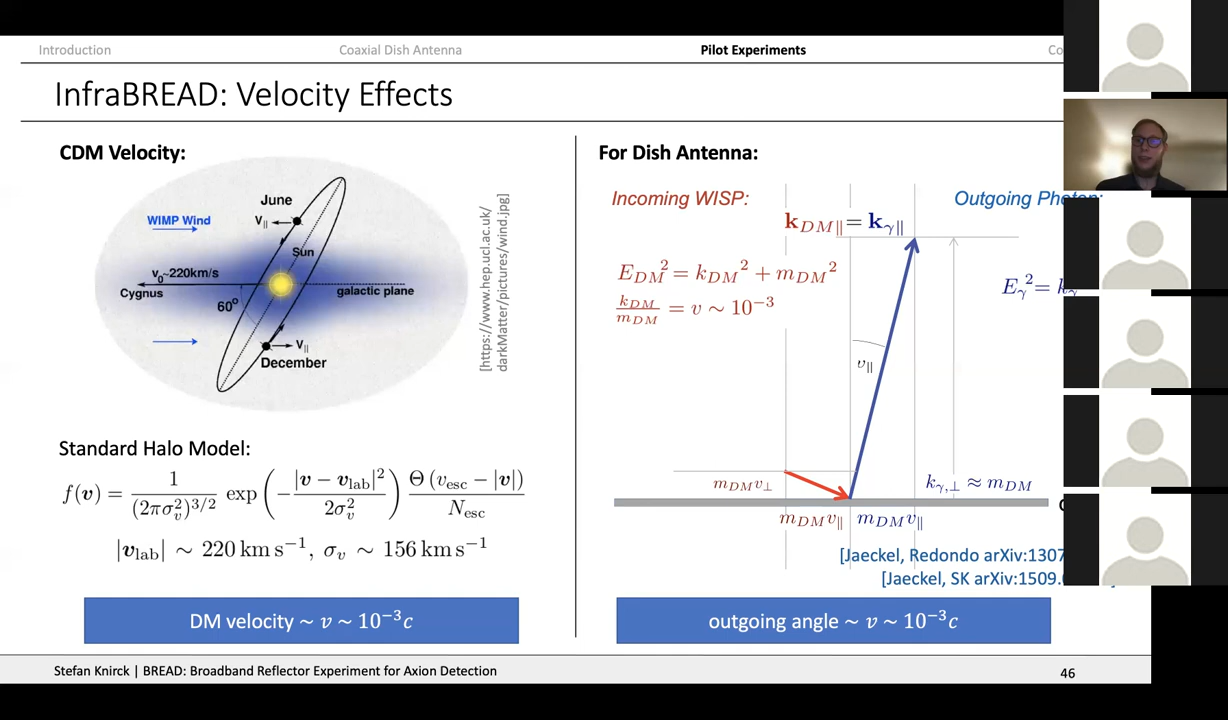 Introduction
Coaxial Dish Antenna
Pilot Experiments
Co
InfraBREAD: Velocity Effects
CDM Velocity:
June
V∥
WIMP Wind
Sun
v₀~220km/s
Cygnus
galactic plane
60°
V∥
December
[https://www.hep.ucl.ac.uk/
darkMatter/pictures/wind.jpg]
Standard Halo Model:
f(v) = 1/(2πσ_v²)^{3/2} exp(−|v − v_lab|²/2σ_v²) Θ(v_esc − |v|)/N_esc
|v_lab| ~ 220 km s⁻¹, σ_v ~ 156 km s⁻¹
DM velocity ~ v ~ 10⁻³c
For Dish Antenna:
Incoming WISP:
Outgoing Photon:
k_DM∥ = k_γ∥
E_DM² = k_DM² + m_DM²
k_DM/m_DM = v ~ 10⁻³
E_γ² = k_γ
v∥
m_DM v⊥
k_γ,⊥ ≈ m_DM
m_DM v∥
m_DM v∥
[Jaeckel, Redondo arXiv:1307
[Jaeckel, SK arXiv:1509.
outgoing angle ~ v ~ 10⁻³c
Stefan Knirck | BREAD: Broadband Reflector Experiment for Axion Detection
46